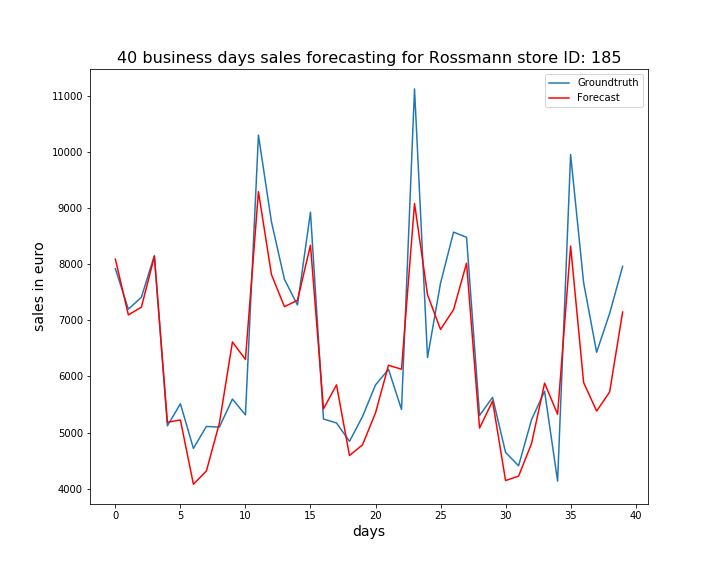 40 business days sales forecasting for Rossmann store ID: 185
Groundtruth
Forecast
11000
10000
9000
8000
7000
6000
5000
4000
sales in euro
0 5 10 15 20 25 30 35 40
days